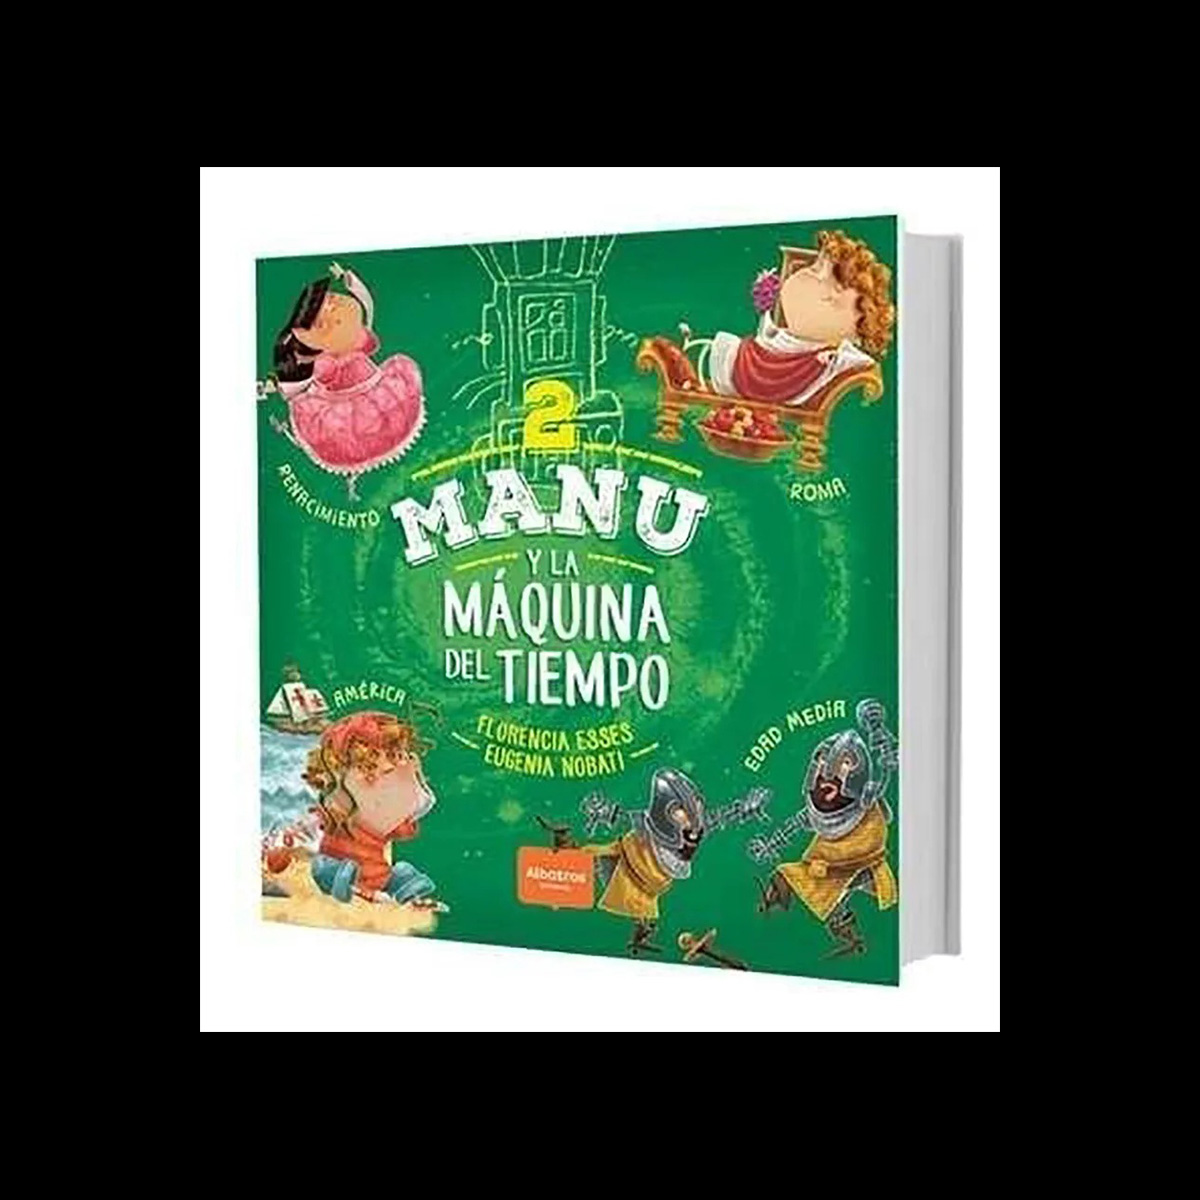 2
RENACIMIENTO
ROMA
MANU
Y LA
MÁQUINA
DEL TIEMPO
AMÉRICA
FLORENCIA ESSES
EUGENIA NOBATI
EDAD MEDIA
Albatros